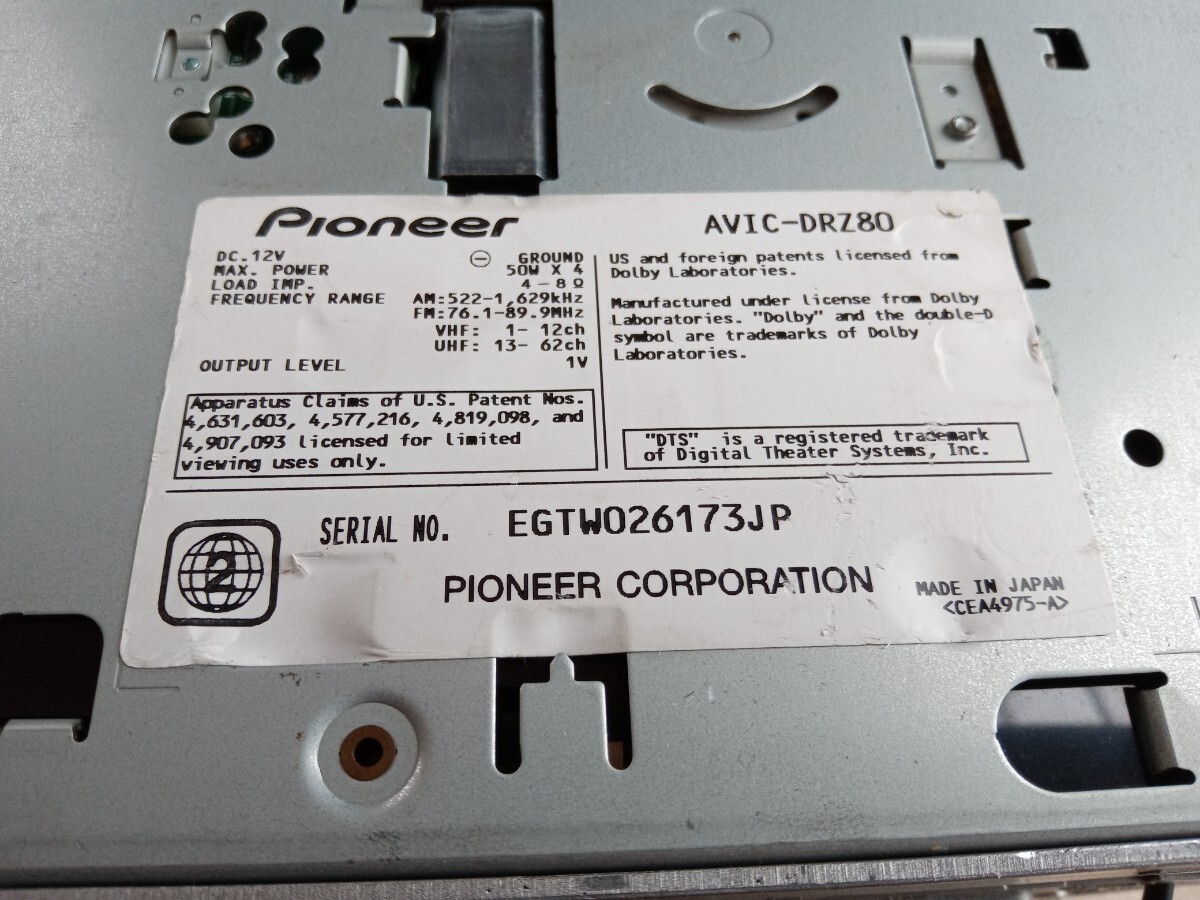 Pioneer
AVIC-DRZ80
DC.12V ⊖ GROUND
MAX. POWER 50W X 4
LOAD IMP. 4-8Ω
FREQUENCY RANGE AM:522-1,629kHz
FM:76.1-89.9MHz
VHF: 1- 12ch
UHF: 13- 62ch
OUTPUT LEVEL 1V
Apparatus Claims of U.S. Patent Nos.
4,631,603, 4,577,216, 4,819,098, and
4,907,093 licensed for limited
viewing uses only.
US and foreign patents licensed from
Dolby Laboratories.
Manufactured under license from Dolby
Laboratories. "Dolby" and the double-D
symbol are trademarks of Dolby
Laboratories.
"DTS" is a registered trademark
of Digital Theater Systems, Inc.
2
SERIAL NO. EGTW026173JP
PIONEER CORPORATION
MADE IN JAPAN
<CEA4975-A>